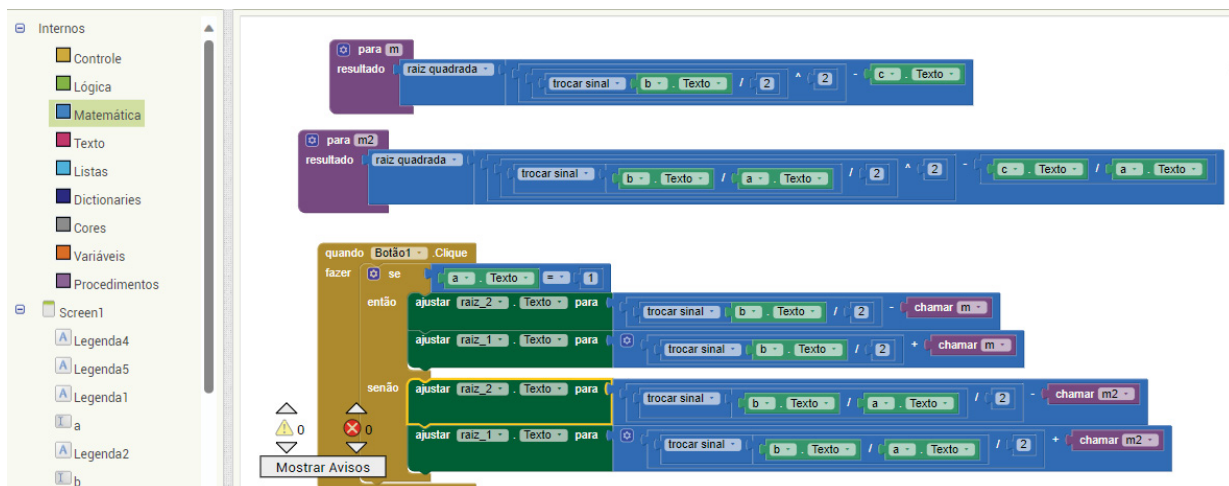 Internos
Controle
Lógica
Matemática
Texto
Listas
Dictionaries
Cores
Variáveis
Procedimentos
Screen1
Legenda4
Legenda5
Legenda1
a
Legenda2
b
para m
resultado raiz quadrada trocar sinal b . Texto / 2 ^ 2 - c . Texto
para m2
resultado raiz quadrada trocar sinal b . Texto / a . Texto / 2 ^ 2 - c . Texto / a . Texto
quando Botão1 .Clique
fazer se a . Texto = 1
então ajustar raiz_2 . Texto para trocar sinal b . Texto / 2 - chamar m
ajustar raiz_1 . Texto para trocar sinal b . Texto / 2 + chamar m
senão ajustar raiz_2 . Texto para trocar sinal b . Texto / a . Texto / 2 - chamar m2
ajustar raiz_1 . Texto para trocar sinal b . Texto / a . Texto / 2 + chamar m2
0 0
Mostrar Avisos